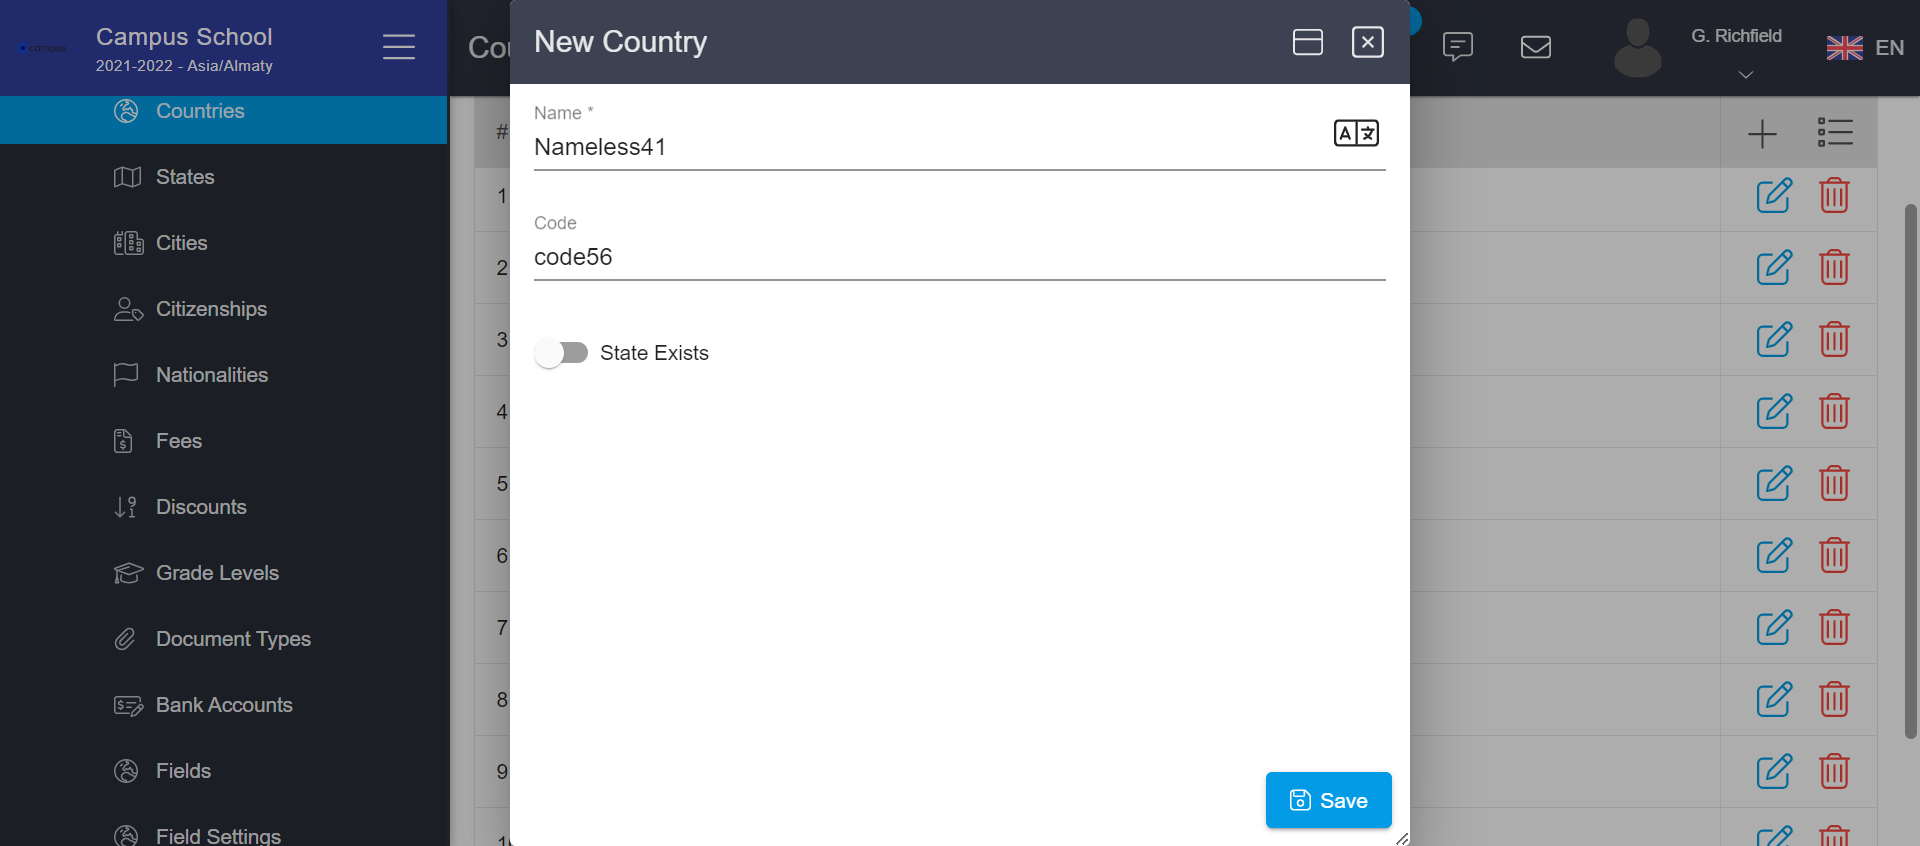 campus
Campus School
2021-2022 - Asia/Almaty
Countries
States
Cities
Citizenships
Nationalities
Fees
Discounts
Grade Levels
Document Types
Bank Accounts
Fields
Field Settings
New Country
Name *
Nameless41
Code
code56
State Exists
Save
G. Richfield
EN
#
1
2
3
4
5
6
7
8
9